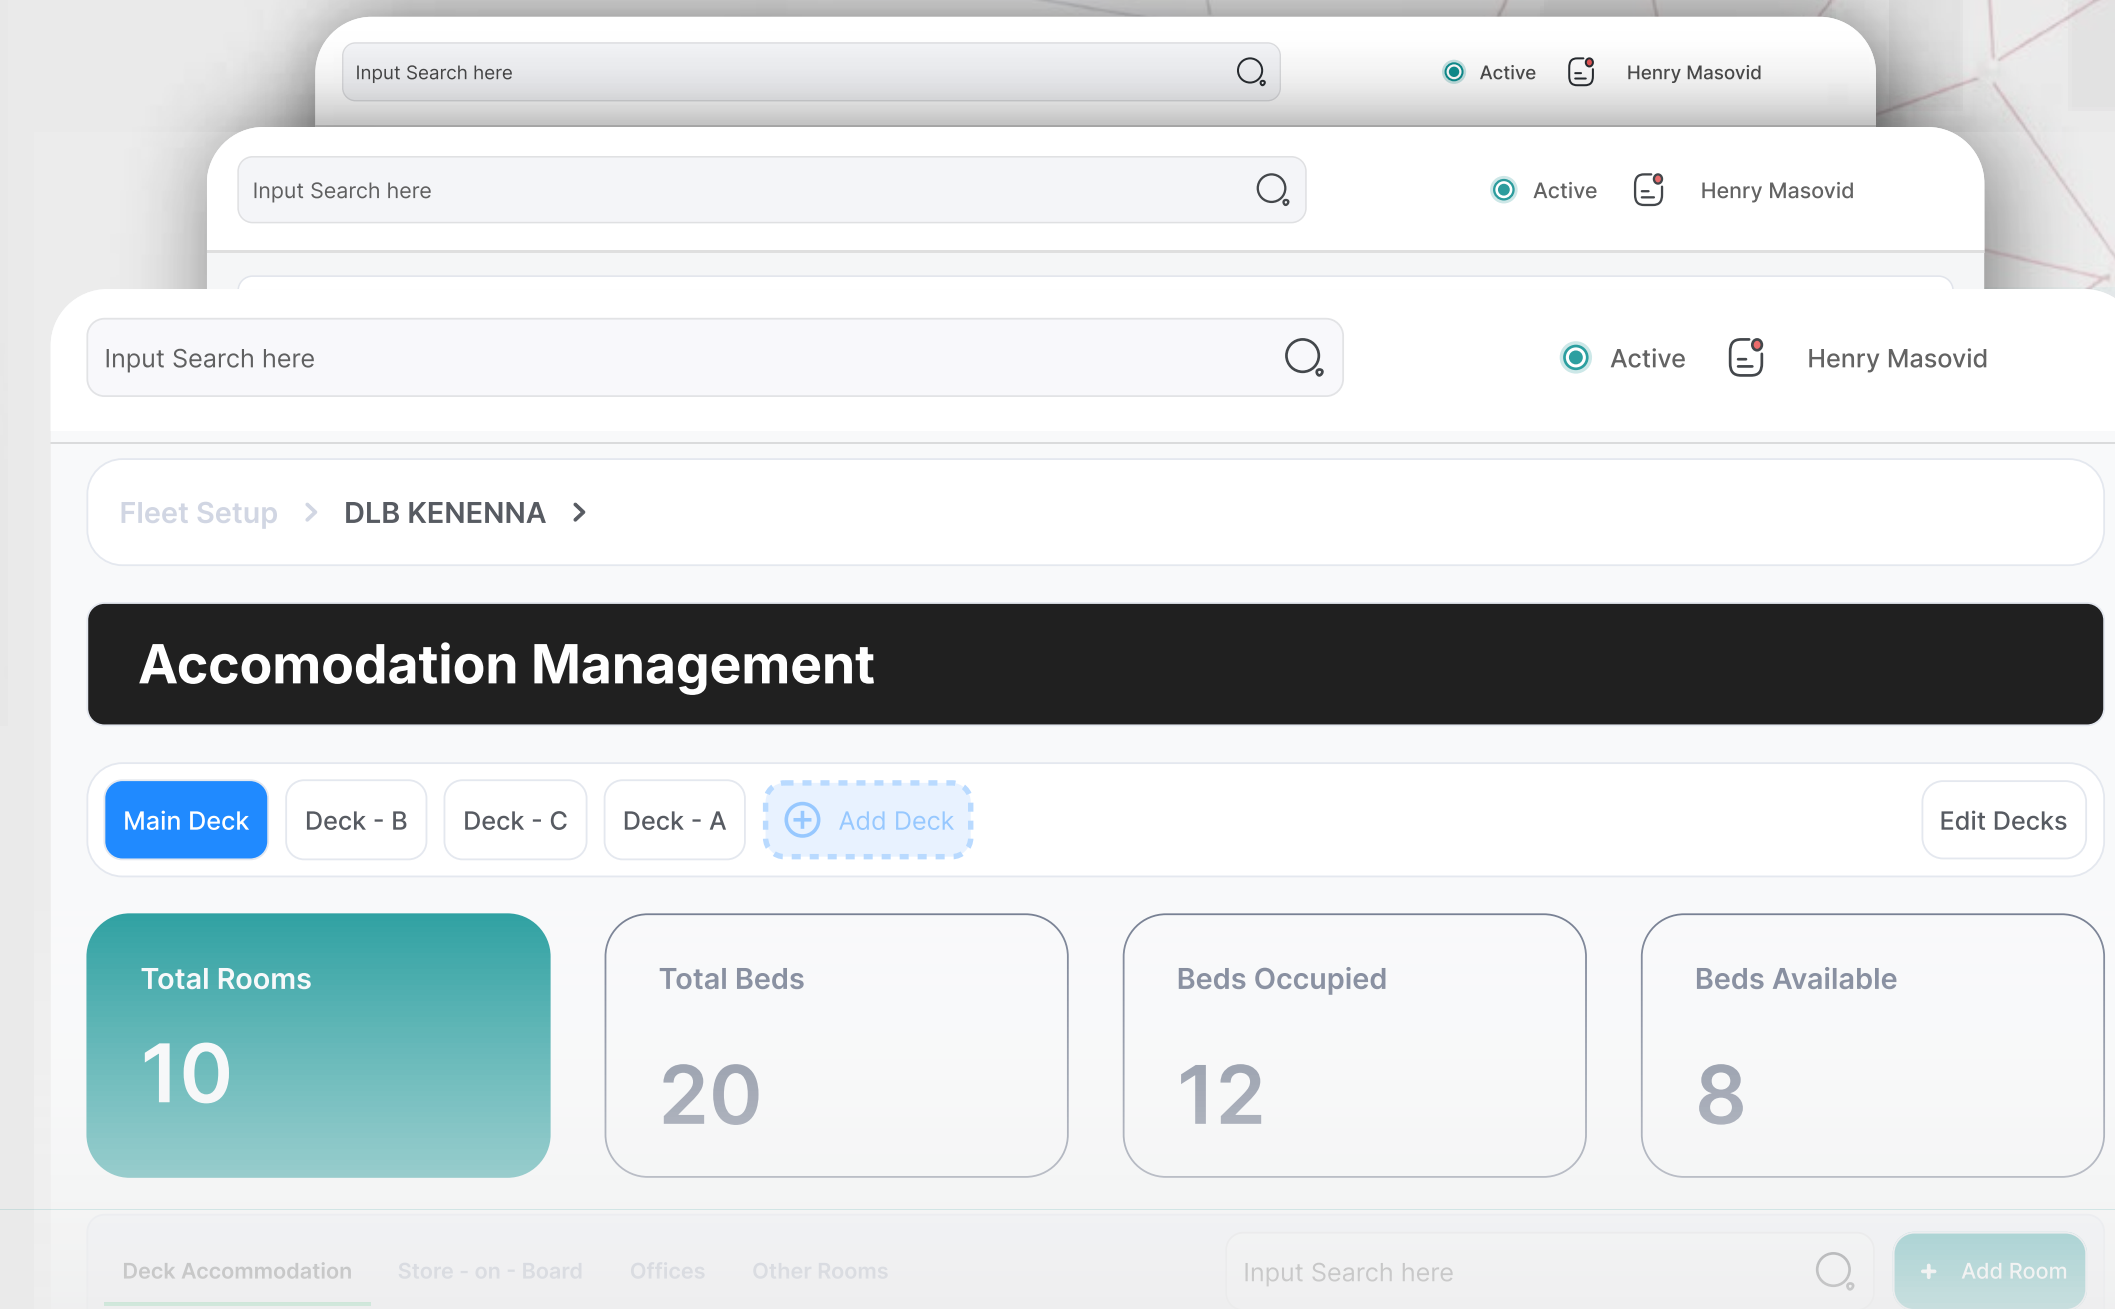 Input Search here
Active
Henry Masovid
Input Search here
Active
Henry Masovid
Input Search here
Active
Henry Masovid
Fleet Setup
DLB KENENNA
Accomodation Management
Main Deck
Deck - B
Deck - C
Deck - A
Add Deck
Edit Decks
Total Rooms
Total Beds
Beds Occupied
Beds Available
10
20
12
8
Deck Accommodation
Store - on - Board
Offices
Other Rooms
Input Search here
+ Add Room